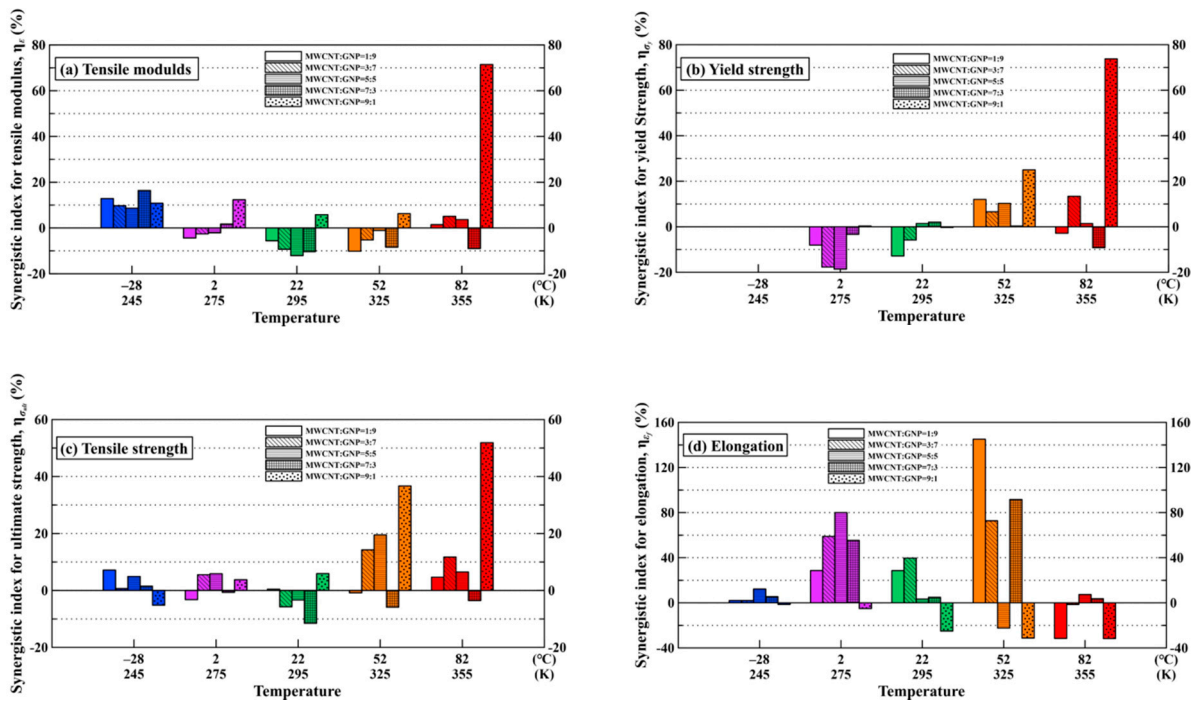 Synergistic index for tensile modulus, ηε (%)
80 80
60 60
40 40
20 20
0 0
-20 -20
(a) Tensile modulds
MWCNT:GNP=1:9
MWCNT:GNP=3:7
MWCNT:GNP=5:5
MWCNT:GNP=7:3
MWCNT:GNP=9:1
−28 2 22 52 82 (°C)
245 275 295 325 355 (K)
Temperature
Synergistic index for yield Strength, ησy (%)
80 80
60 60
40 40
20 20
0 0
-20 -20
(b) Yield strength
MWCNT:GNP=1:9
MWCNT:GNP=3:7
MWCNT:GNP=5:5
MWCNT:GNP=7:3
MWCNT:GNP=9:1
−28 2 22 52 82 (°C)
245 275 295 325 355 (K)
Temperature
Synergistic index for ultimate strength, ησult (%)
60 60
40 40
20 20
0 0
-20 -20
(c) Tensile strength
MWCNT:GNP=1:9
MWCNT:GNP=3:7
MWCNT:GNP=5:5
MWCNT:GNP=7:3
MWCNT:GNP=9:1
−28 2 22 52 82 (°C)
245 275 295 325 355 (K)
Temperature
Synergistic index for elongation, ηεf (%)
160 160
120 120
80 80
40 40
0 0
-40 -40
(d) Elongation
MWCNT:GNP=1:9
MWCNT:GNP=3:7
MWCNT:GNP=5:5
MWCNT:GNP=7:3
MWCNT:GNP=9:1
−28 2 22 52 82 (°C)
245 275 295 325 355 (K)
Temperature